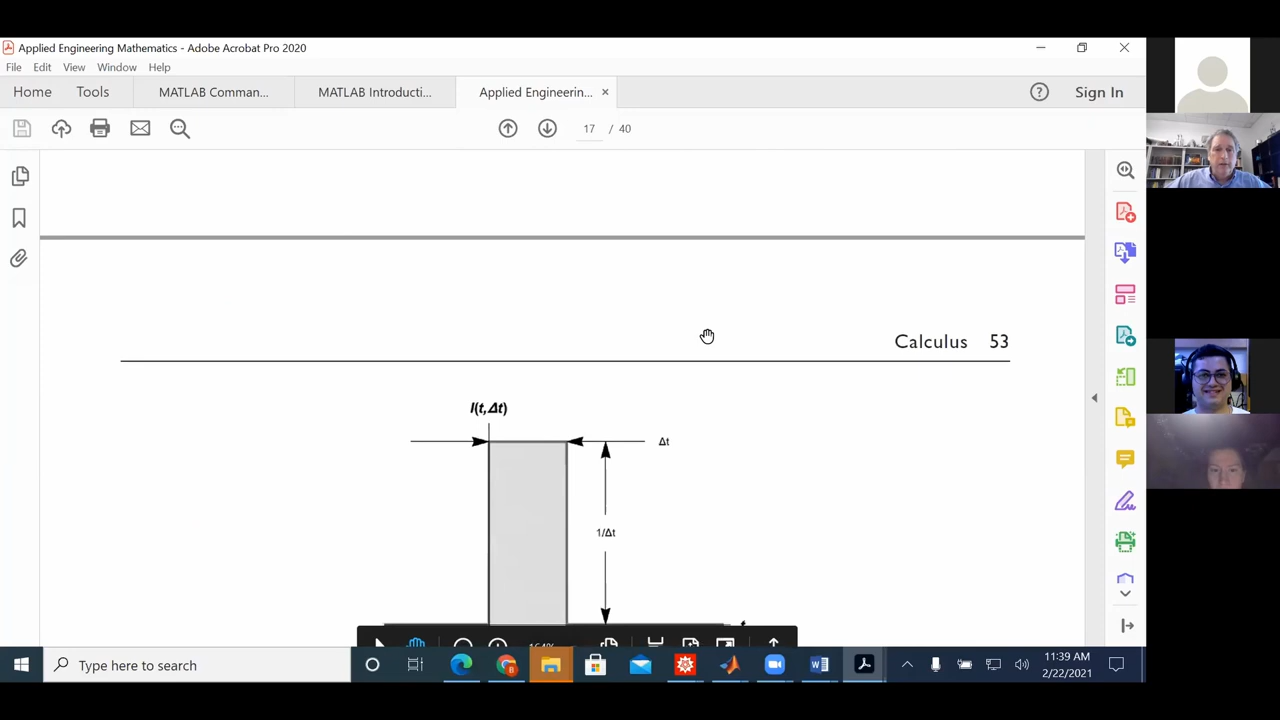 Applied Engineering Mathematics - Adobe Acrobat Pro 2020
File Edit View Window Help
Home Tools MATLAB Comman... MATLAB Introducti... Applied Engineerin... ×
Sign In
17 / 40
Calculus 53
I(t,Δt)
Δt
1/Δt
t
164%
Type here to search
11:39 AM
2/22/2021